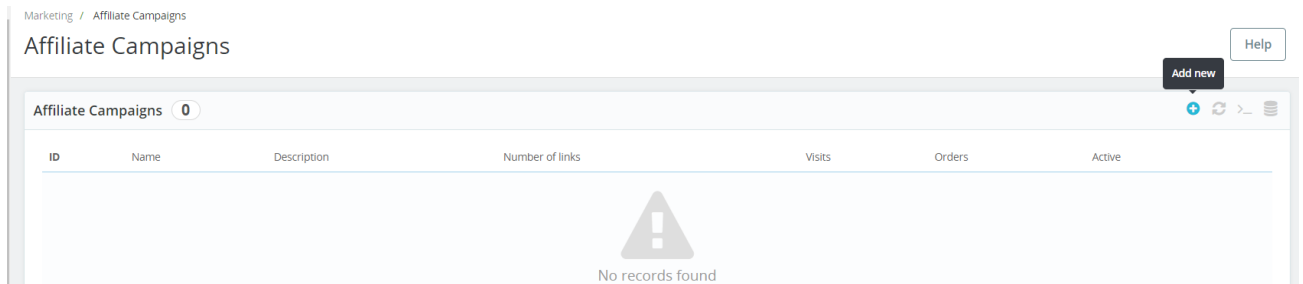 Marketing / Affiliate Campaigns
Affiliate Campaigns
Help
Add new
Affiliate Campaigns 0
ID Name Description Number of links Visits Orders Active
No records found